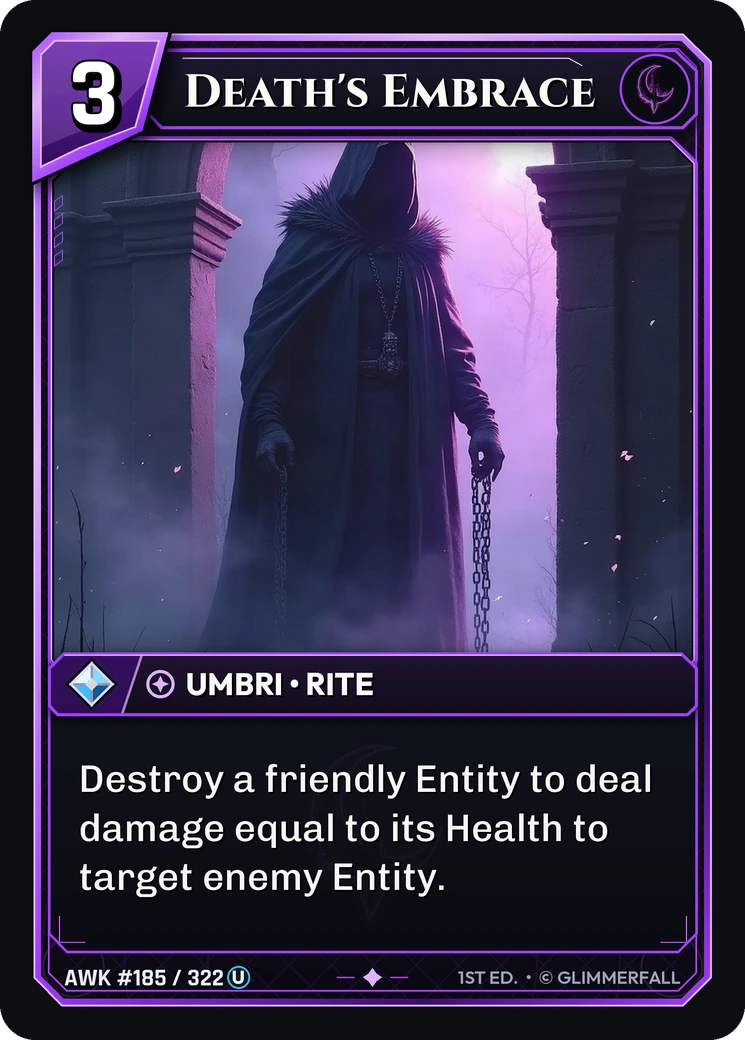 3
DEATH'S EMBRACE
UMBRI • RITE
Destroy a friendly Entity to deal
damage equal to its Health to
target enemy Entity.
AWK #185 / 322 U
1ST ED. • © GLIMMERFALL